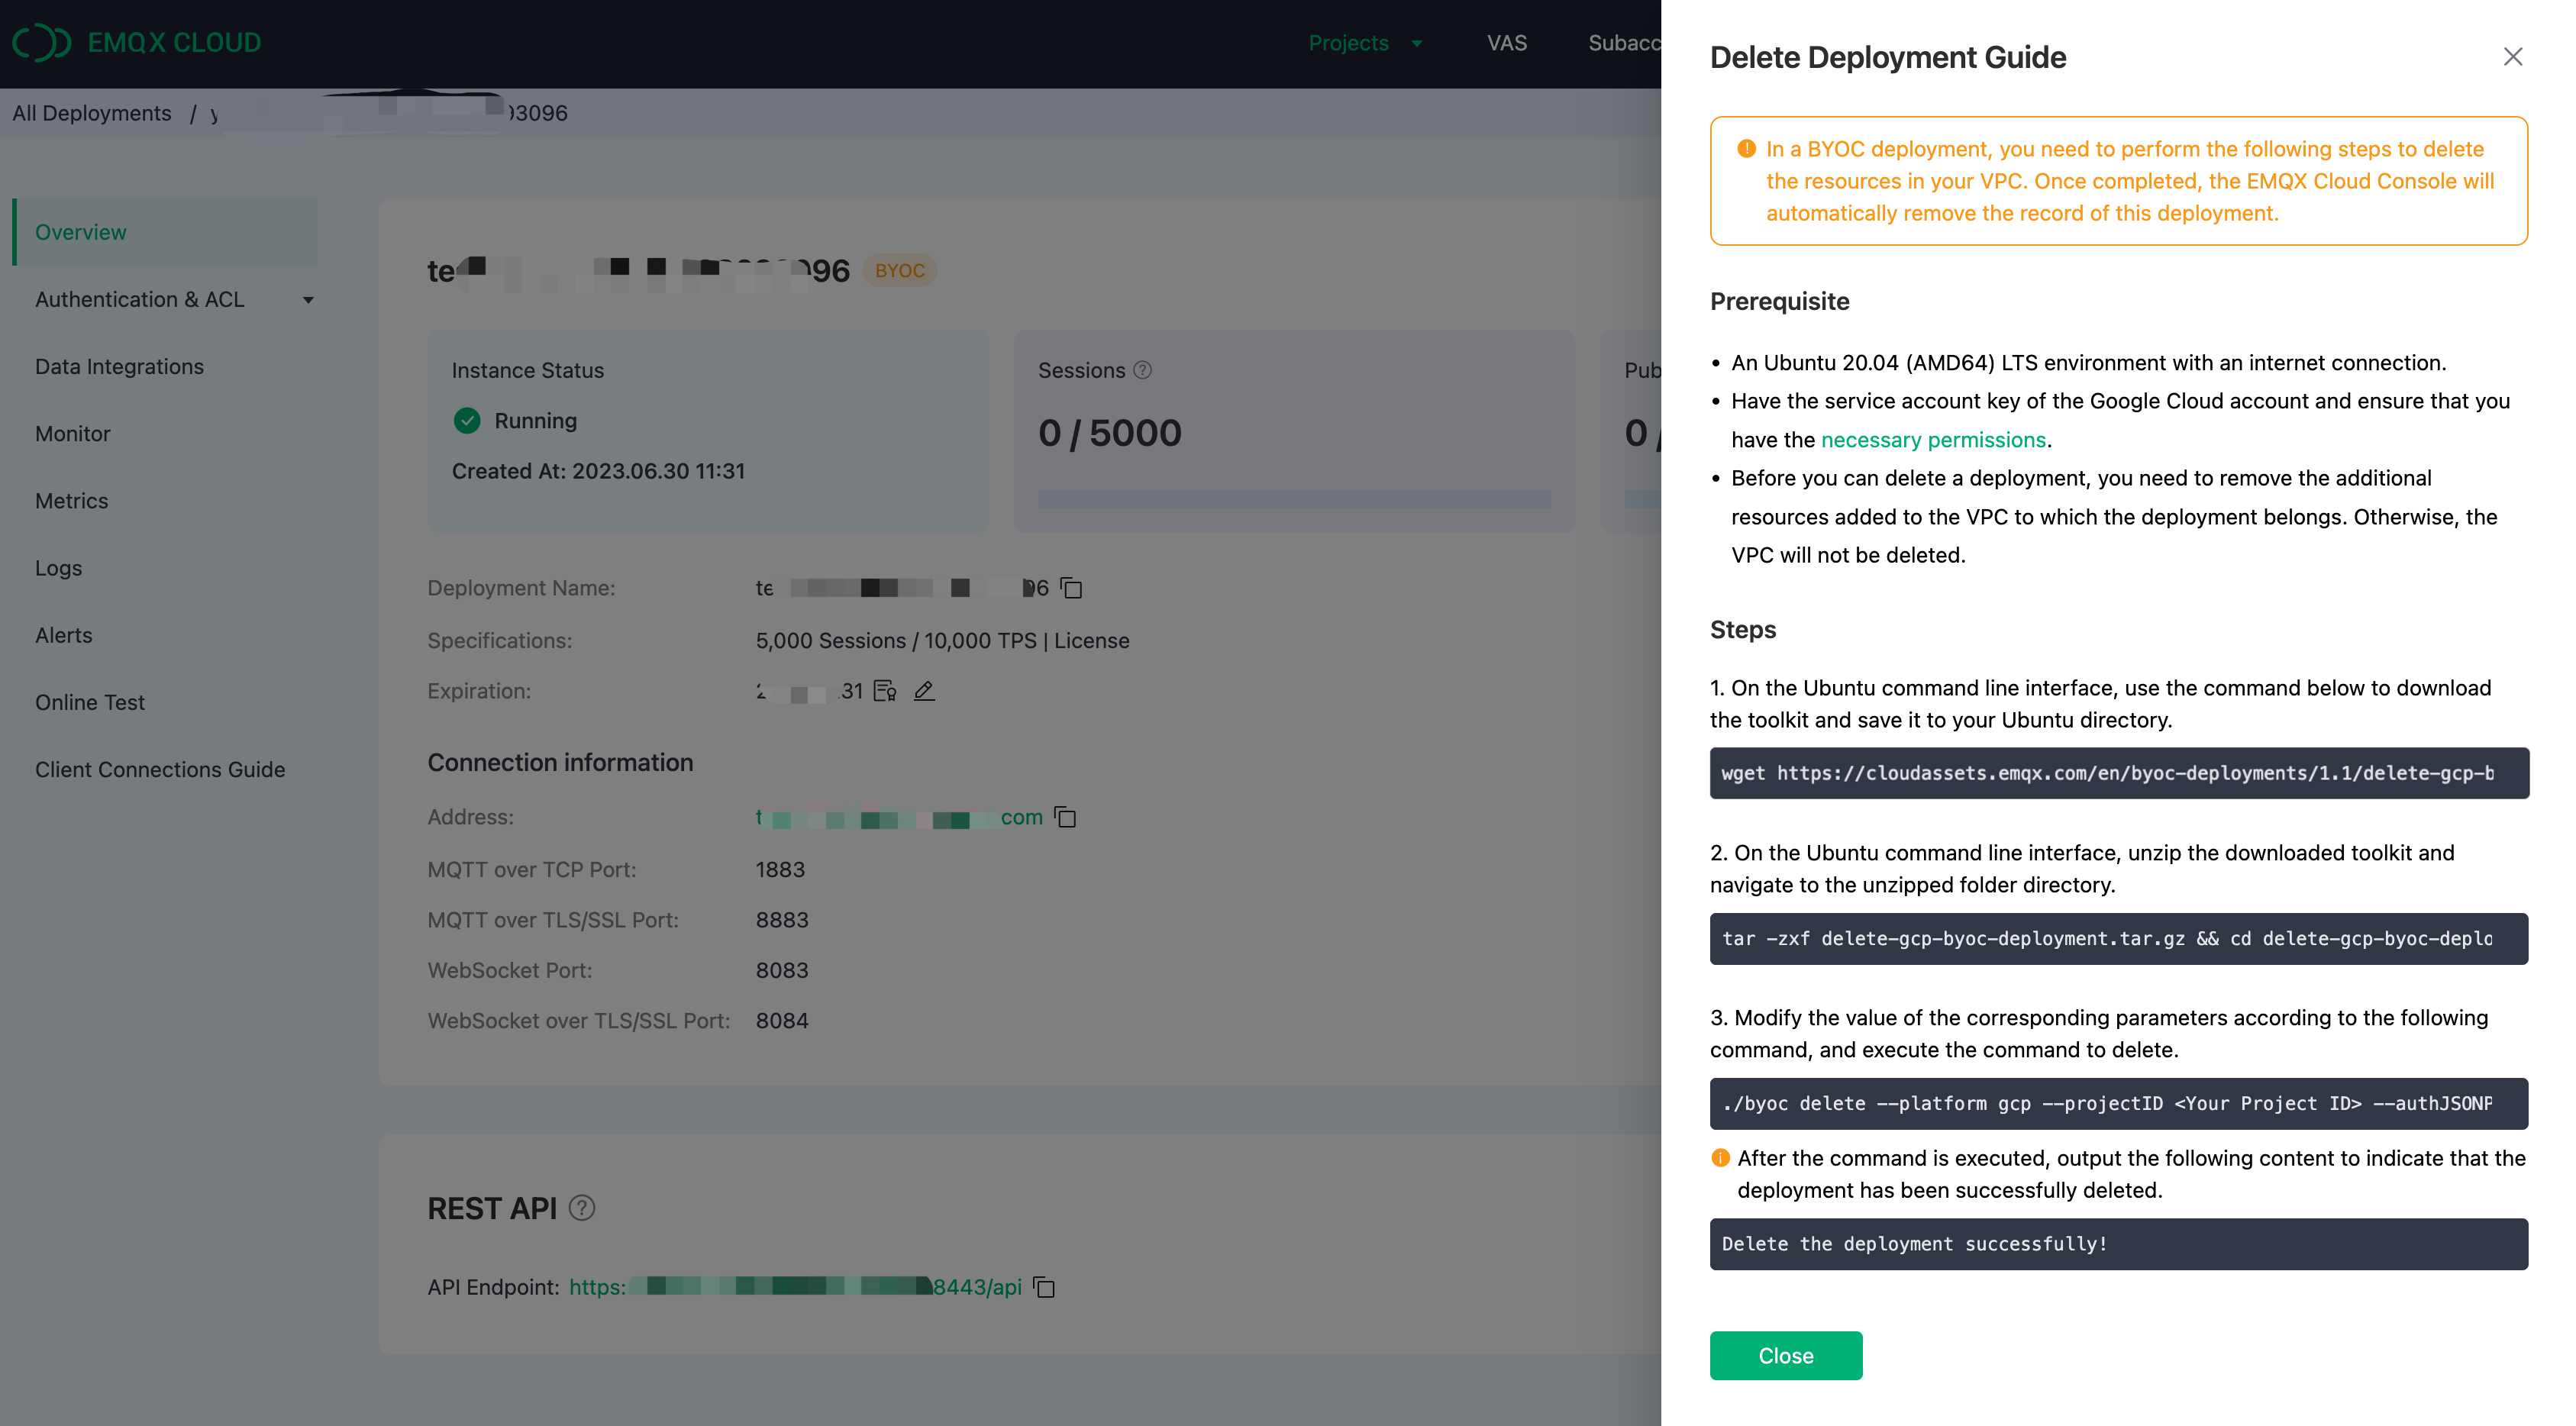 EMQX CLOUD
Projects
VAS
All Deployments /
Overview
Authentication & ACL
Data Integrations
Monitor
Metrics
Logs
Alerts
Online Test
Client Connections Guide
BYOC
Instance Status
Running
Created At: 2023.06.30 11:31
Sessions
0 / 5000
Deployment Name:
Specifications: 5,000 Sessions / 10,000 TPS | License
Expiration:
Connection information
Address: com
MQTT over TCP Port: 1883
MQTT over TLS/SSL Port: 8883
WebSocket Port: 8083
WebSocket over TLS/SSL Port: 8084
REST API
API Endpoint: https: 8443/api
Delete Deployment Guide
In a BYOC deployment, you need to perform the following steps to delete
the resources in your VPC. Once completed, the EMQX Cloud Console will
automatically remove the record of this deployment.
Prerequisite
• An Ubuntu 20.04 (AMD64) LTS environment with an internet connection.
• Have the service account key of the Google Cloud account and ensure that you
have the necessary permissions.
• Before you can delete a deployment, you need to remove the additional
resources added to the VPC to which the deployment belongs. Otherwise, the
VPC will not be deleted.
Steps
1. On the Ubuntu command line interface, use the command below to download
the toolkit and save it to your Ubuntu directory.
wget https://cloudassets.emqx.com/en/byoc-deployments/1.1/delete-gcp-b
2. On the Ubuntu command line interface, unzip the downloaded toolkit and
navigate to the unzipped folder directory.
tar -zxf delete-gcp-byoc-deployment.tar.gz && cd delete-gcp-byoc-deplo
3. Modify the value of the corresponding parameters according to the following
command, and execute the command to delete.
./byoc delete --platform gcp --projectID <Your Project ID> --authJSONP
After the command is executed, output the following content to indicate that the
deployment has been successfully deleted.
Delete the deployment successfully!
Close